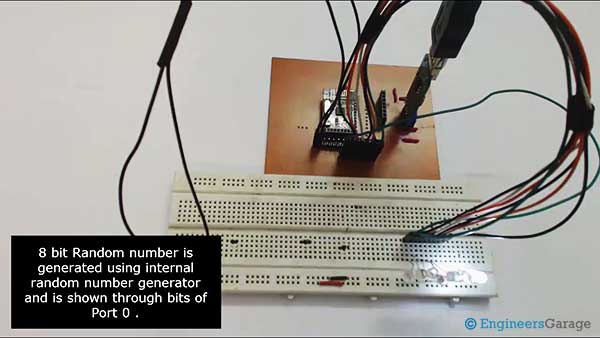 8 bit Random number is
generated using internal
random number generator
and is shown through bits of
Port 0 .
© EngineersGarage